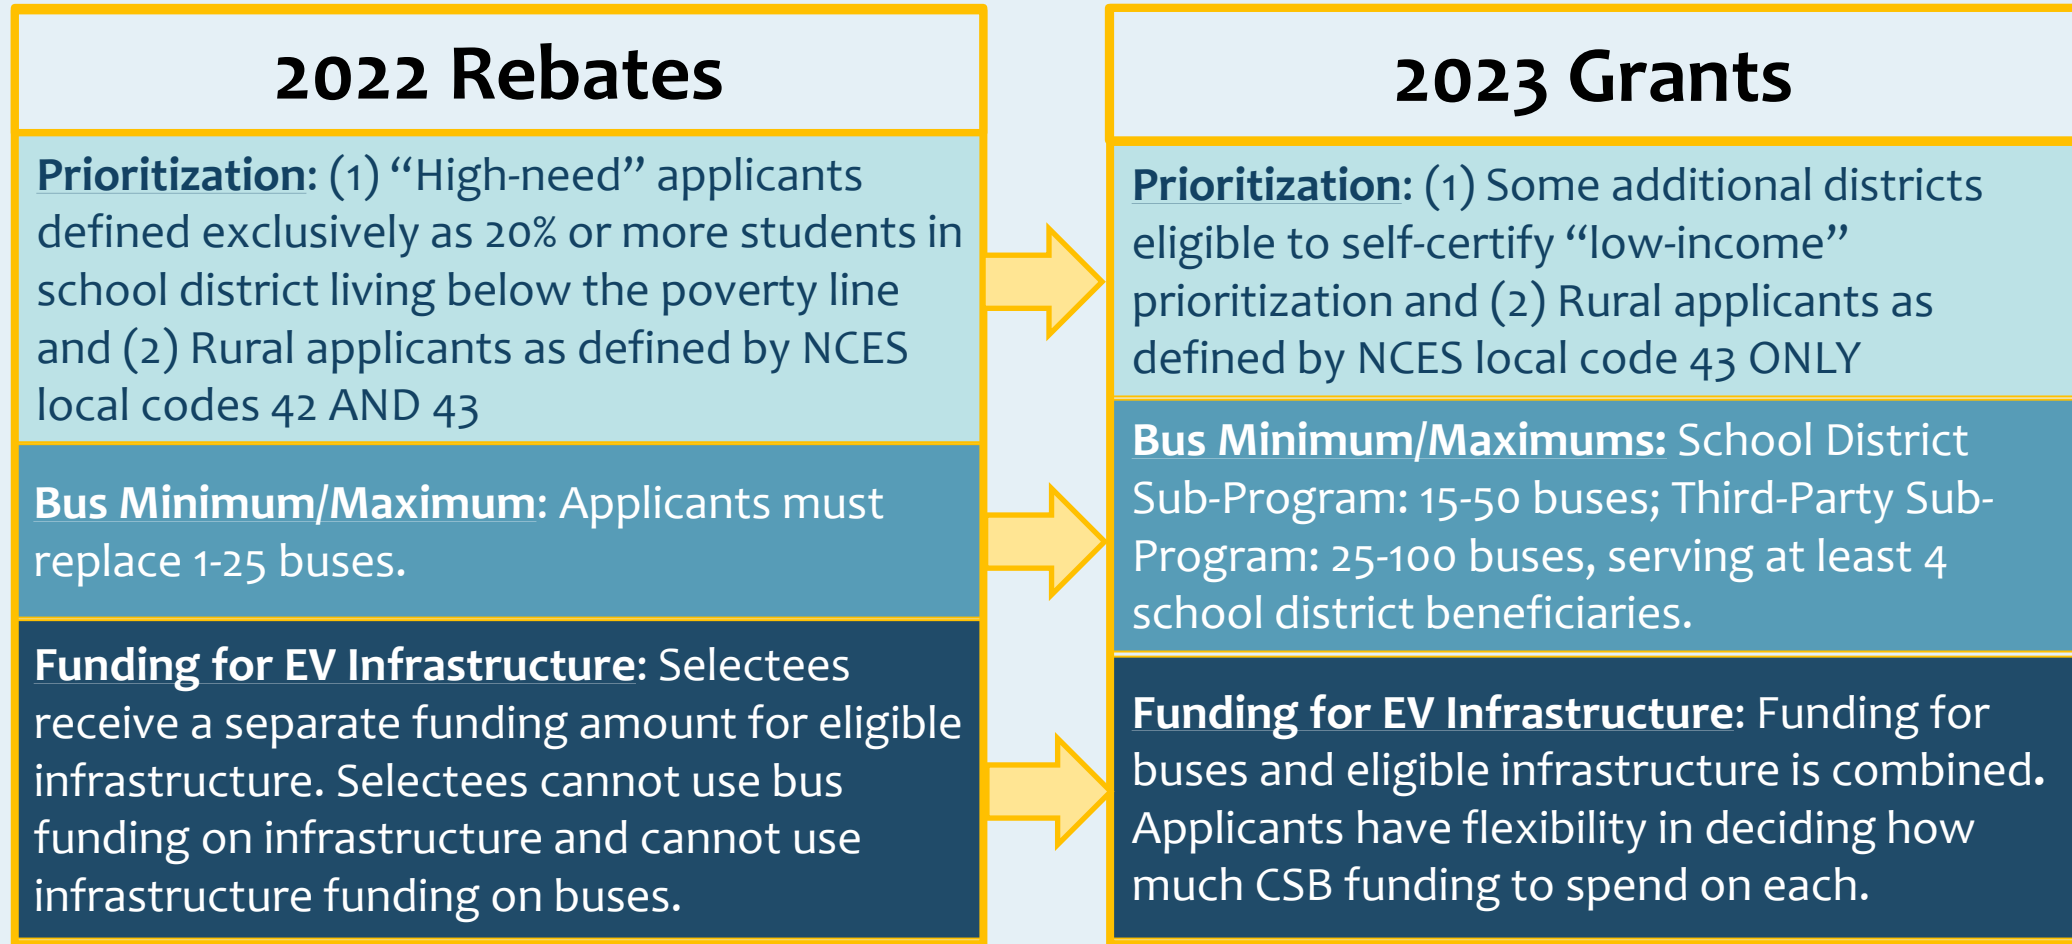 2022 Rebates
Prioritization: (1) “High-need” applicants
defined exclusively as 20% or more students in
school district living below the poverty line
and (2) Rural applicants as defined by NCES
local codes 42 AND 43
Bus Minimum/Maximum: Applicants must
replace 1-25 buses.
Funding for EV Infrastructure: Selectees
receive a separate funding amount for eligible
infrastructure. Selectees cannot use bus
funding on infrastructure and cannot use
infrastructure funding on buses.
2023 Grants
Prioritization: (1) Some additional districts
eligible to self-certify “low-income”
prioritization and (2) Rural applicants as
defined by NCES local code 43 ONLY
Bus Minimum/Maximums: School District
Sub-Program: 15-50 buses; Third-Party Sub-
Program: 25-100 buses, serving at least 4
school district beneficiaries.
Funding for EV Infrastructure: Funding for
buses and eligible infrastructure is combined.
Applicants have flexibility in deciding how
much CSB funding to spend on each.